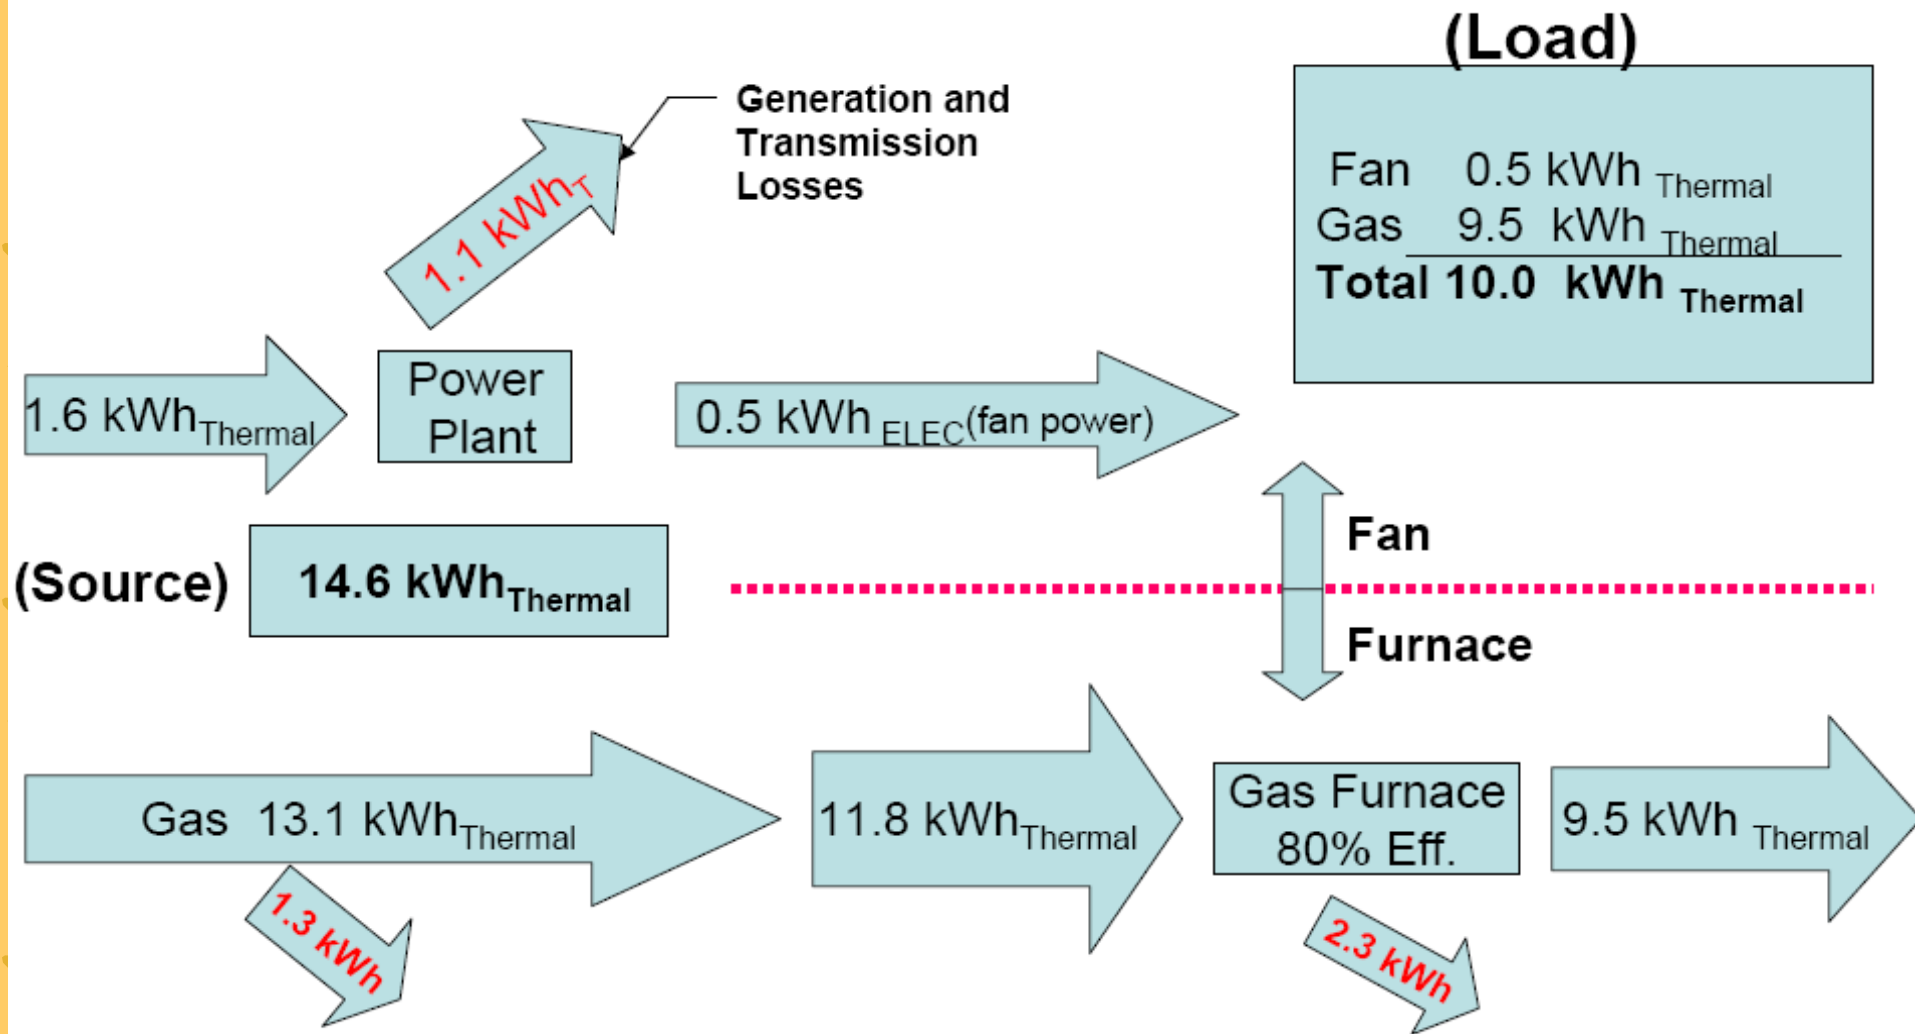 (Load)
Generation and
Transmission
Losses
1.1 kWhT
Fan 0.5 kWh Thermal
Gas 9.5 kWh Thermal
Total 10.0 kWh Thermal
1.6 kWhThermal
Power
Plant
0.5 kWh ELEC(fan power)
Fan
(Source) 14.6 kWhThermal
Furnace
Gas 13.1 kWhThermal
11.8 kWhThermal
Gas Furnace
80% Eff.
9.5 kWh Thermal
1.3 kWh
2.3 kWh